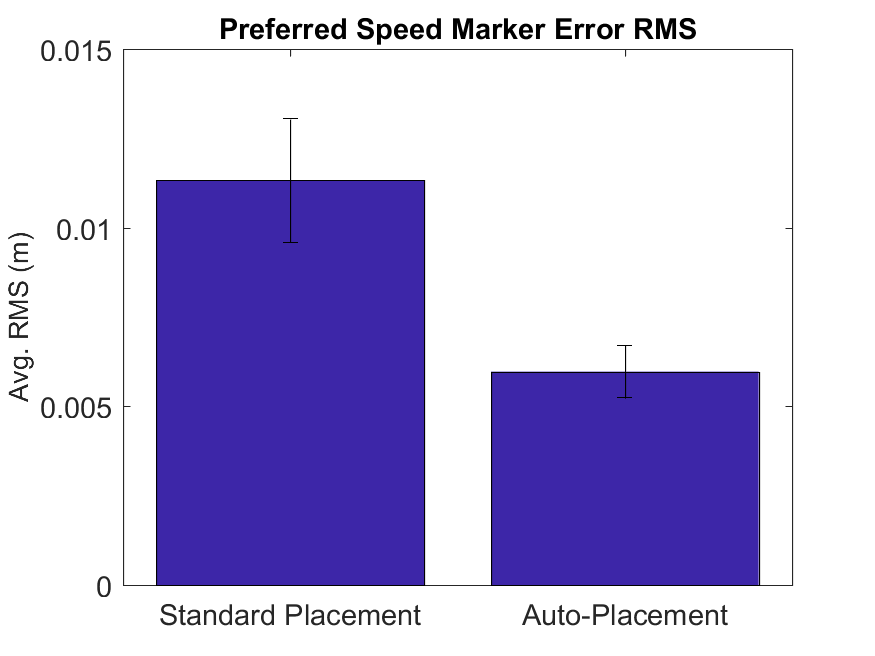 Preferred Speed Marker Error RMS
0.015
0.01
0.005
0
Avg. RMS (m)
Standard Placement
Auto-Placement